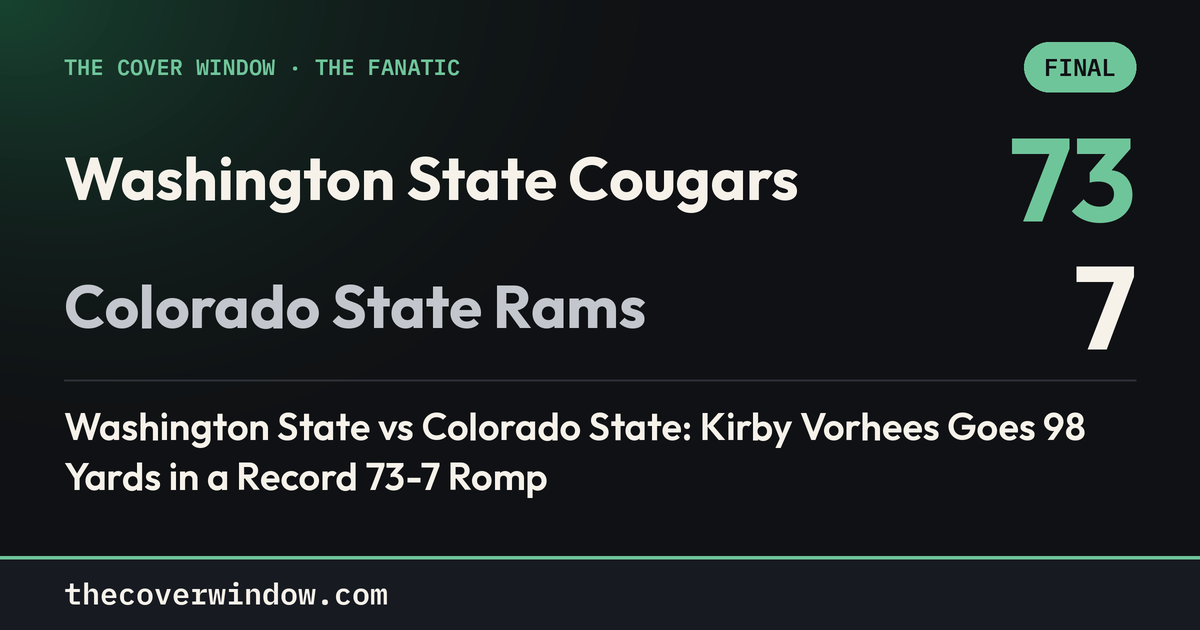 THE COVER WINDOW · THE FANATIC
FINAL
Washington State Cougars
73
Colorado State Rams
7
Washington State vs Colorado State: Kirby Vorhees Goes 98
Yards in a Record 73-7 Romp
thecoverwindow.com